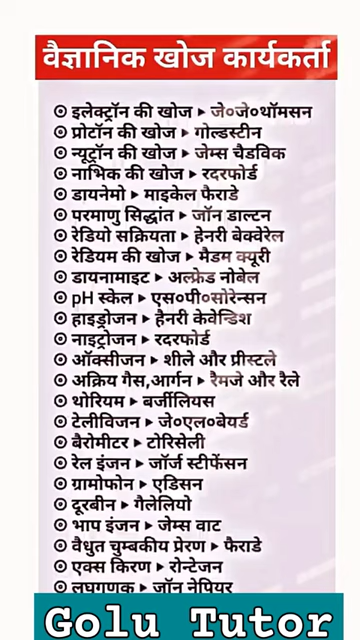 वैज्ञानिक खोज कार्यकर्ता
⦿ इलेक्ट्रॉन की खोज ▸ जे०जे०थॉमसन
⦿ प्रोटॉन की खोज ▸ गोल्डस्टीन
⦿ न्यूट्रॉन की खोज ▸ जेम्स चैडविक
⦿ नाभिक की खोज ▸ रदरफोर्ड
⦿ डायनेमो ▸ माइकेल फैराडे
⦿ परमाणु सिद्धांत ▸ जॉन डाल्टन
⦿ रेडियो सक्रियता ▸ हेनरी बेक्वेरेल
⦿ रेडियम की खोज ▸ मैडम क्यूरी
⦿ डायनामाइट ▸ अल्फ्रेड नोबेल
⦿ pH स्केल ▸ एस०पी०सोरेन्सन
⦿ हाइड्रोजन ▸ हैनरी केवेन्डिश
⦿ नाइट्रोजन ▸ रदरफोर्ड
⦿ ऑक्सीजन ▸ शीले और प्रीस्टले
⦿ अक्रिय गैस,आर्गन ▸ रैमजे और रैले
⦿ थोरियम ▸ बर्जीलियस
⦿ टेलीविजन ▸ जे०एल०बेयर्ड
⦿ बैरोमीटर ▸ टोरिसेली
⦿ रेल इंजन ▸ जॉर्ज स्टीफेंसन
⦿ ग्रामोफोन ▸ एडिसन
⦿ दूरबीन ▸ गैलेलियो
⦿ भाप इंजन ▸ जेम्स वाट
⦿ वैधुत चुम्बकीय प्रेरण ▸ फैराडे
⦿ एक्स किरण ▸ रोन्टेजन
⦿ लघुगणक ▸ जॉन नेपियर
Golu Tutor